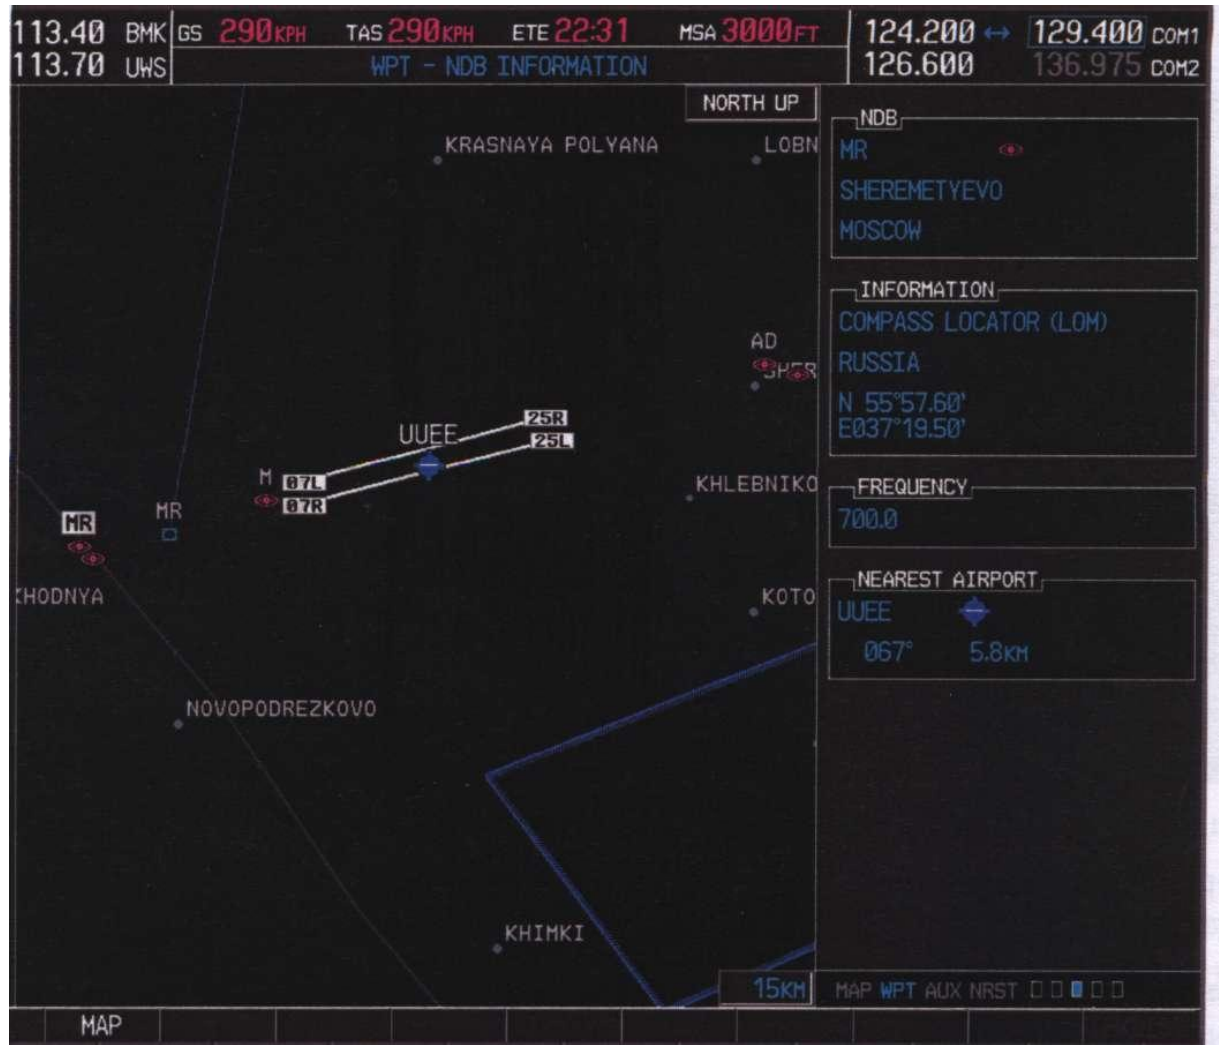 113.40 BMK GS 290KPH TAS 290KPH ETE 22:31 MSA 3000FT 124.200 ↔ 129.400 COM1
113.70 UWS WPT - NDB INFORMATION 126.600 136.975 COM2
NORTH UP
KRASNAYA POLYANA
LOBN
AD
SHER
UUEE
25R
25L
M
07L
07R
MR
MR
KHLEBNIKO
KHODNYA
KOTO
NOVOPODREZKOVO
KHIMKI
15KM
NDB
MR
SHEREMETYEVO
MOSCOW
INFORMATION
COMPASS LOCATOR (LOM)
RUSSIA
N 55°57.60'
E037°19.50'
FREQUENCY
700.0
NEAREST AIRPORT
UUEE
067° 5.8KM
MAP WPT AUX NRST
MAP